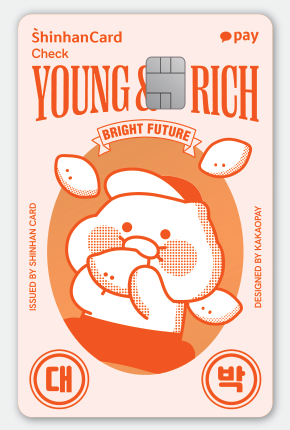 ShinhanCard
pay
Check
YOUNG & RICH
BRIGHT FUTURE
ISSUED BY SHINHAN CARD
DESIGNED BY KAKAOPAY
대
박